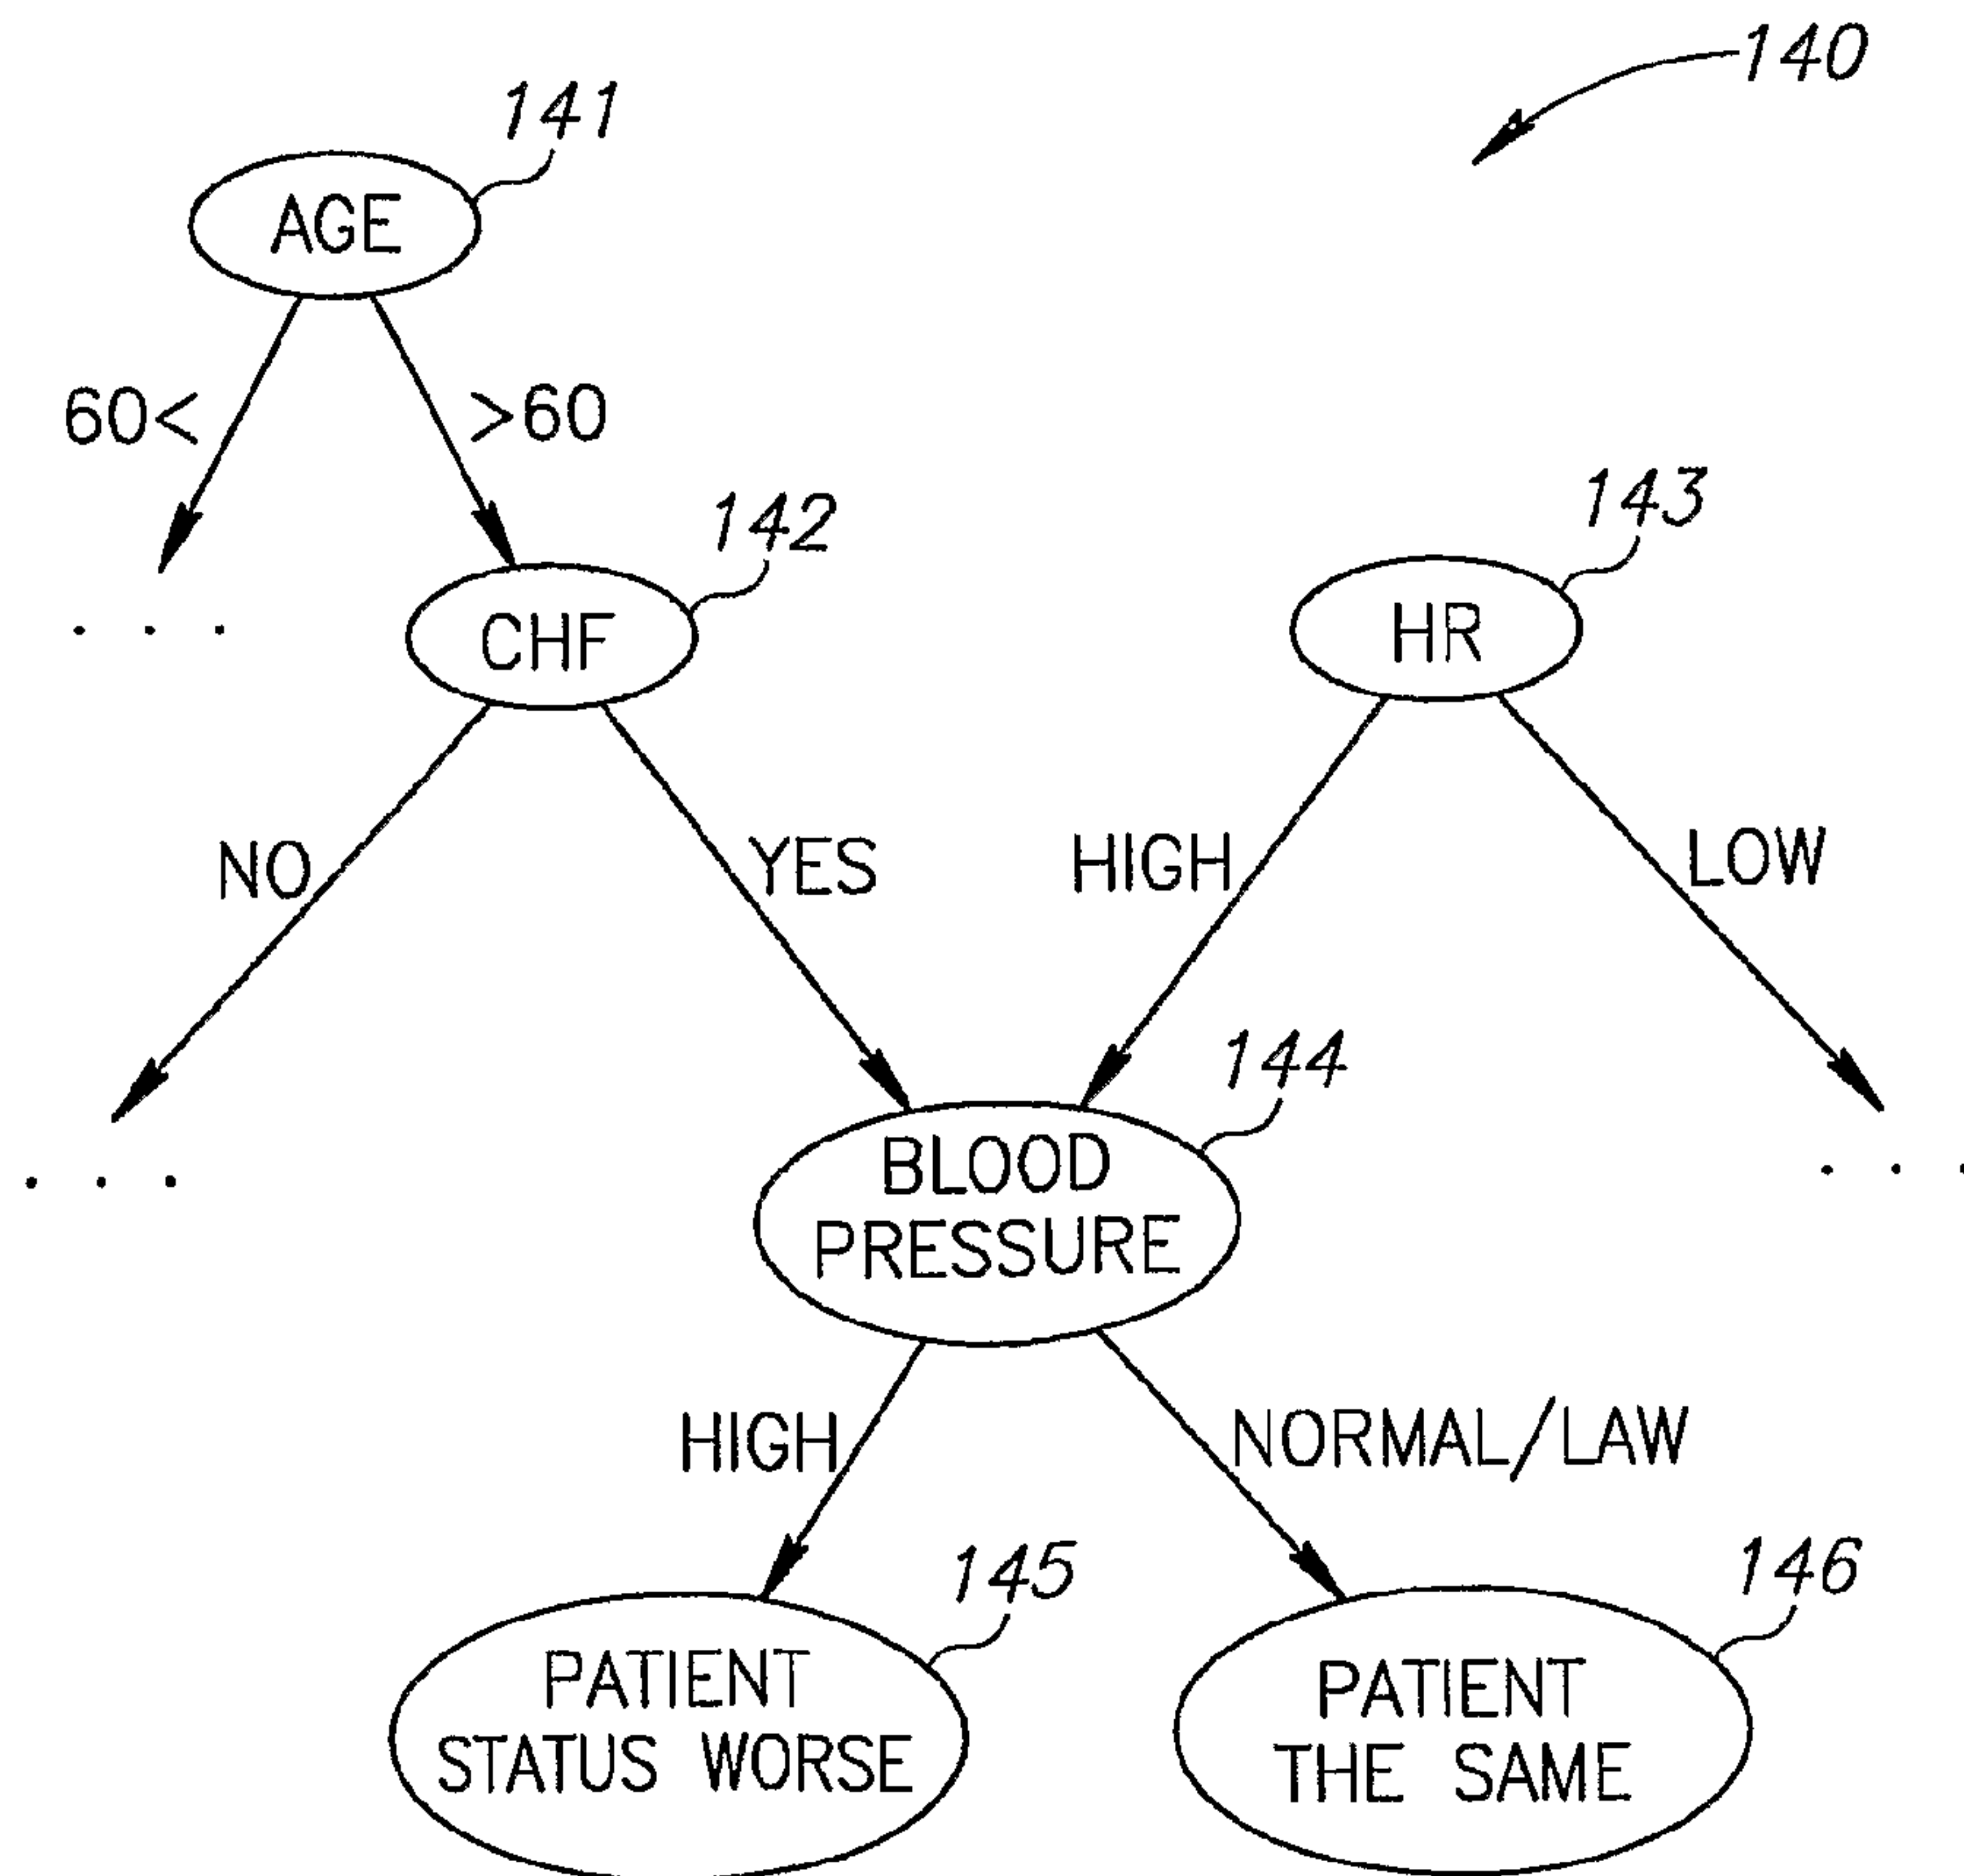 140
141
AGE
60<
>60
142
143
CHF
HR
NO
YES
HIGH
LOW
144
BLOOD
PRESSURE
HIGH
NORMAL/LAW
145
146
PATIENT
STATUS WORSE
PATIENT
THE SAME